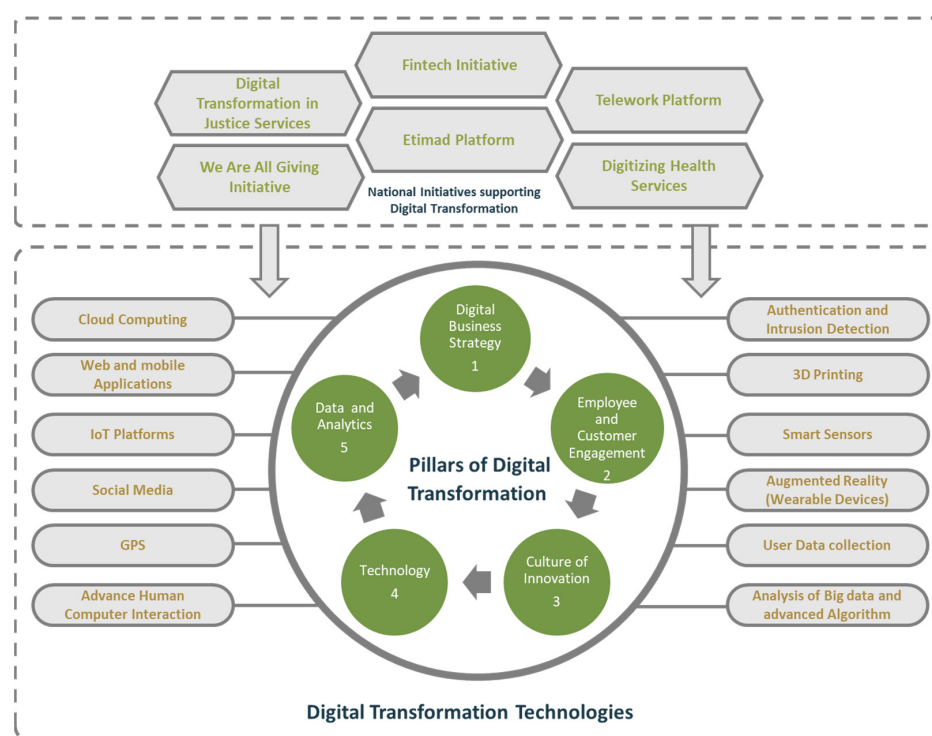 Fintech Initiative
Digital
Transformation in
Justice Services
Telework Platform
Etimad Platform
We Are All Giving
Initiative
Digitizing Health
Services
National Initiatives supporting
Digital Transformation
Cloud Computing
Web and mobile
Applications
IoT Platforms
Social Media
GPS
Advance Human
Computer Interaction
Digital
Business
Strategy
1
Employee
and
Customer
Engagement
2
Culture of
Innovation
3
Technology
4
Data and
Analytics
5
Pillars of Digital
Transformation
Authentication and
Intrusion Detection
3D Printing
Smart Sensors
Augmented Reality
(Wearable Devices)
User Data collection
Analysis of Big data and
advanced Algorithm
Digital Transformation Technologies